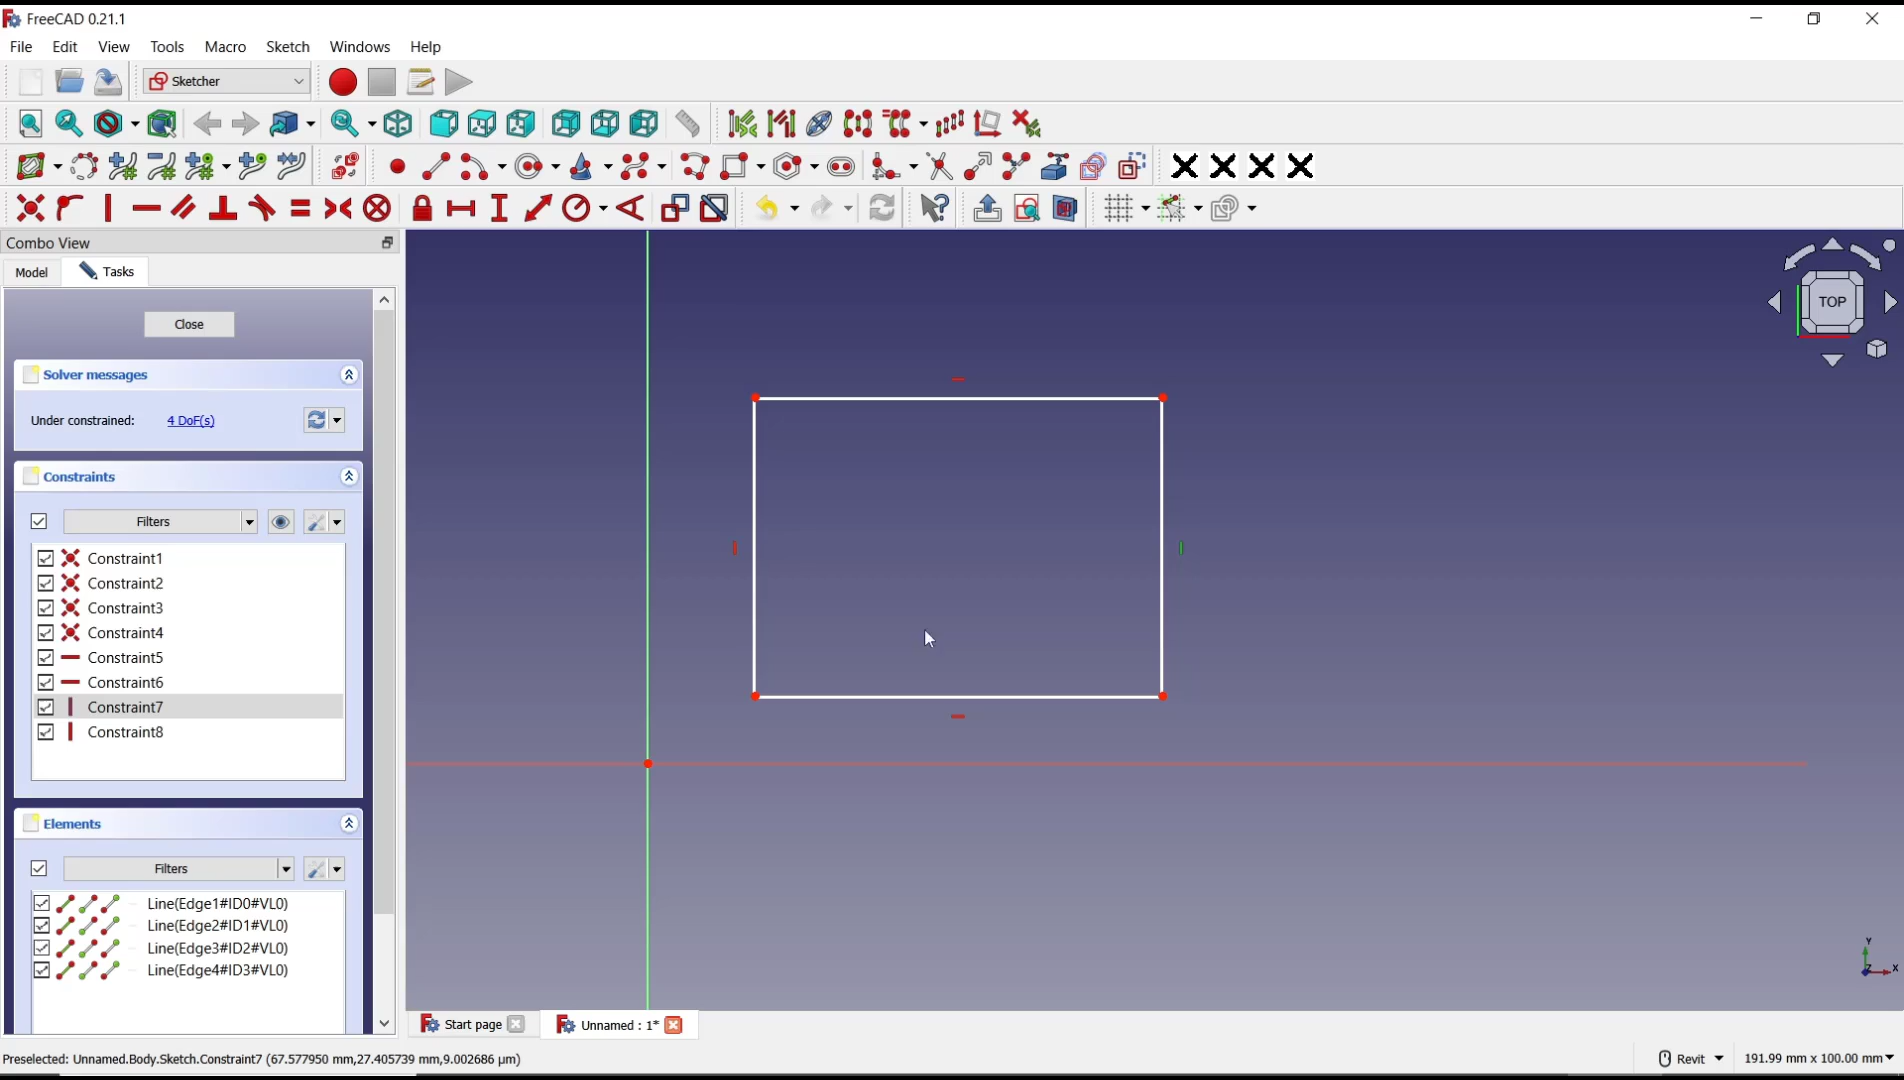 FreeCAD 0.21.1
File Edit View Tools Macro Sketch Windows Help
Sketcher
Combo View
Model Tasks
TOP
Close
Solver messages
Under constrained: 4 DoF(s)
Constraints
Filters
Constraint1
Constraint2
Constraint3
Constraint4
Constraint5
Constraint6
Constraint7
Constraint8
Elements
Filters
Line(Edge1#ID0#VL0)
Line(Edge2#ID1#VL0)
Line(Edge3#ID2#VL0)
Line(Edge4#ID3#VL0)
Y
Z X
Start page Unnamed : 1*
Preselected: Unnamed.Body.Sketch.Constraint7 (67.577950 mm,27.405739 mm,9.002686 µm) Revit 191.99 mm x 100.00 mm